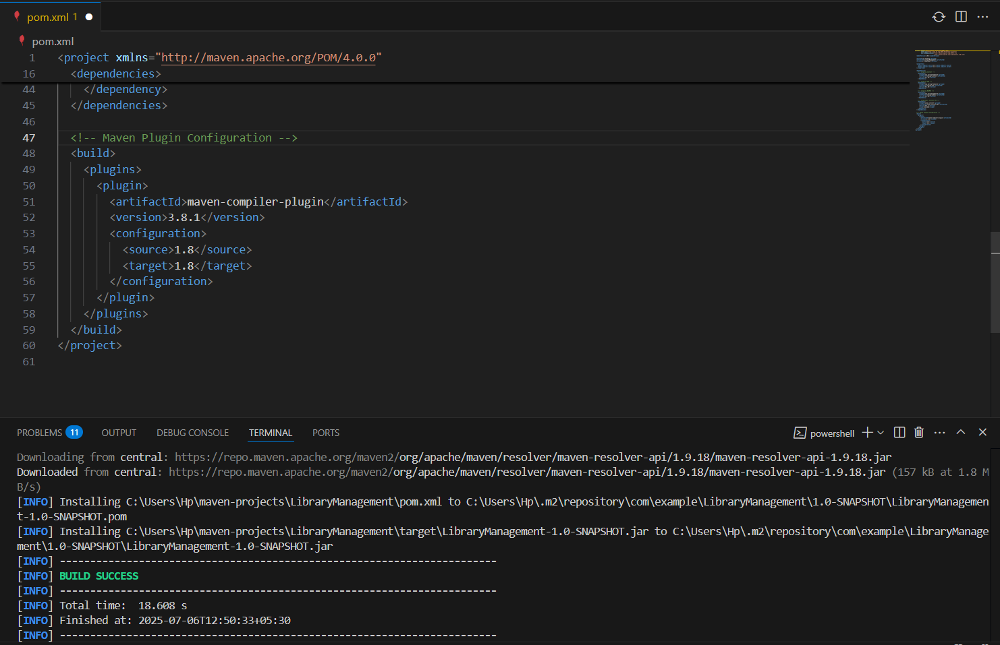 pom.xml 1
pom.xml
1 <project xmlns="http://maven.apache.org/POM/4.0.0"
16 <dependencies>
44 </dependency>
45 </dependencies>
46
47 <!-- Maven Plugin Configuration -->
48 <build>
49 <plugins>
50 <plugin>
51 <artifactId>maven-compiler-plugin</artifactId>
52 <version>3.8.1</version>
53 <configuration>
54 <source>1.8</source>
55 <target>1.8</target>
56 </configuration>
57 </plugin>
58 </plugins>
59 </build>
60 </project>
61
PROBLEMS 11 OUTPUT DEBUG CONSOLE TERMINAL PORTS powershell
Downloading from central: https://repo.maven.apache.org/maven2/org/apache/maven/resolver/maven-resolver-api/1.9.18/maven-resolver-api-1.9.18.jar
Downloaded from central: https://repo.maven.apache.org/maven2/org/apache/maven/resolver/maven-resolver-api/1.9.18/maven-resolver-api-1.9.18.jar (157 kB at 1.8 M
B/s)
[INFO] Installing C:\Users\Hp\maven-projects\LibraryManagement\pom.xml to C:\Users\Hp\.m2\repository\com\example\LibraryManagement\1.0-SNAPSHOT\LibraryManagemen
t-1.0-SNAPSHOT.pom
[INFO] Installing C:\Users\Hp\maven-projects\LibraryManagement\target\LibraryManagement-1.0-SNAPSHOT.jar to C:\Users\Hp\.m2\repository\com\example\LibraryManage
ment\1.0-SNAPSHOT\LibraryManagement-1.0-SNAPSHOT.jar
[INFO] ------------------------------------------------------------------------
[INFO] BUILD SUCCESS
[INFO] ------------------------------------------------------------------------
[INFO] Total time:  18.608 s
[INFO] Finished at: 2025-07-06T12:50:33+05:30
[INFO] ------------------------------------------------------------------------